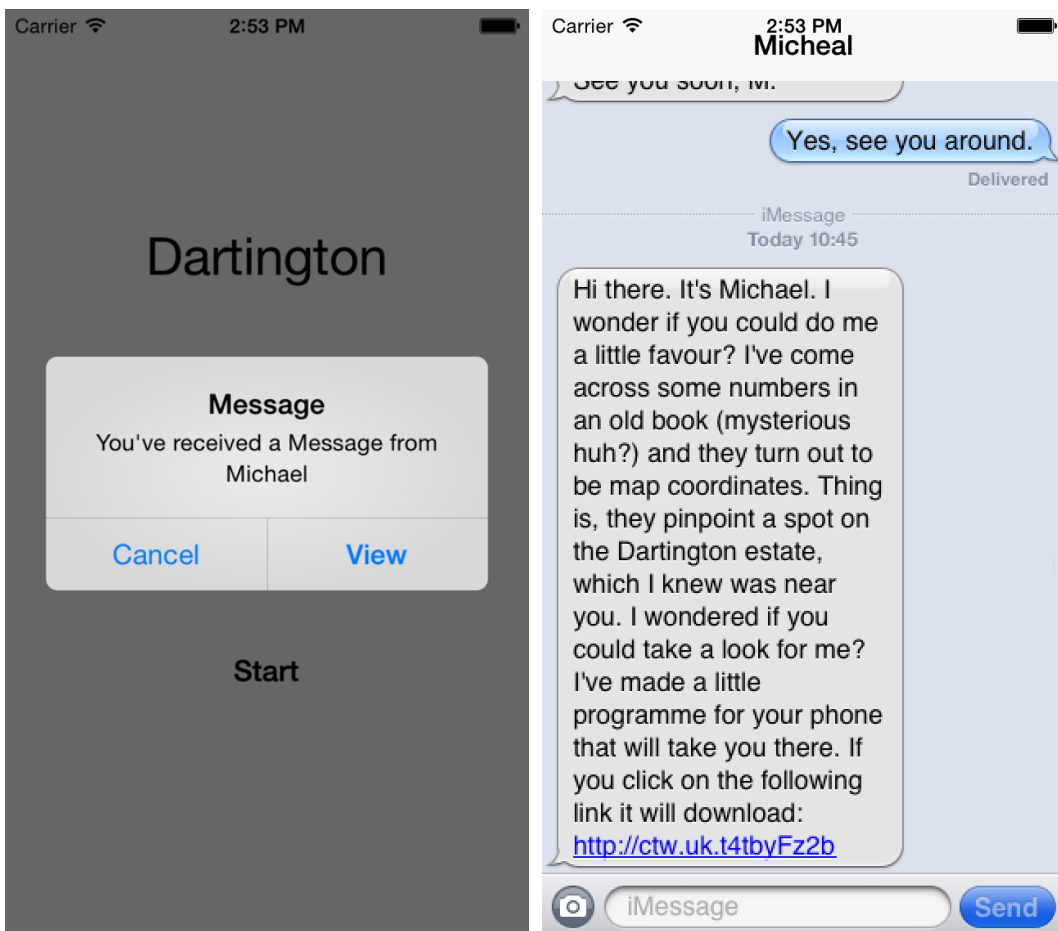 Carrier
2:53 PM
Dartington
Message
You've received a Message from
Michael
Cancel
View
Start
Carrier
2:53 PM
Micheal
See you soon, M.
Yes, see you around.
Delivered
iMessage
Today 10:45
Hi there. It's Michael. I
wonder if you could do me
a little favour? I've come
across some numbers in
an old book (mysterious
huh?) and they turn out to
be map coordinates. Thing
is, they pinpoint a spot on
the Dartington estate,
which I knew was near
you. I wondered if you
could take a look for me?
I've made a little
programme for your phone
that will take you there. If
you click on the following
link it will download:
http://ctw.uk.t4tbyFz2b
iMessage
Send